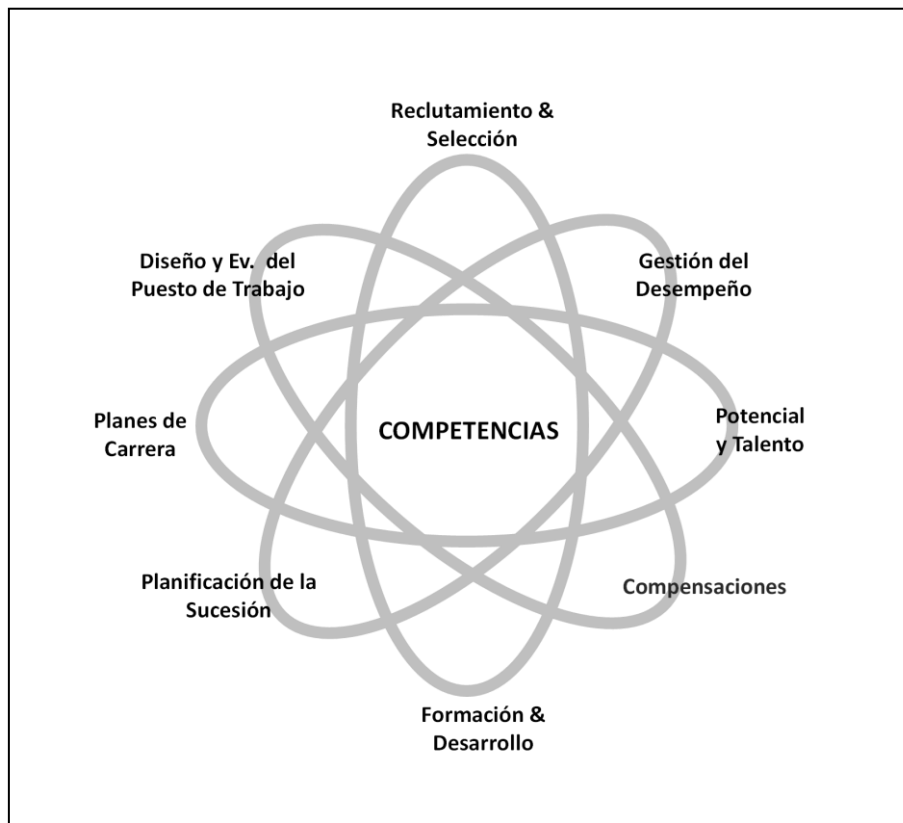 Reclutamiento &
Selección
Diseño y Ev. del
Puesto de Trabajo
Gestión del
Desempeño
Planes de
Carrera
COMPETENCIAS
Potencial
y Talento
Planificación de la
Sucesión
Compensaciones
Formación &
Desarrollo